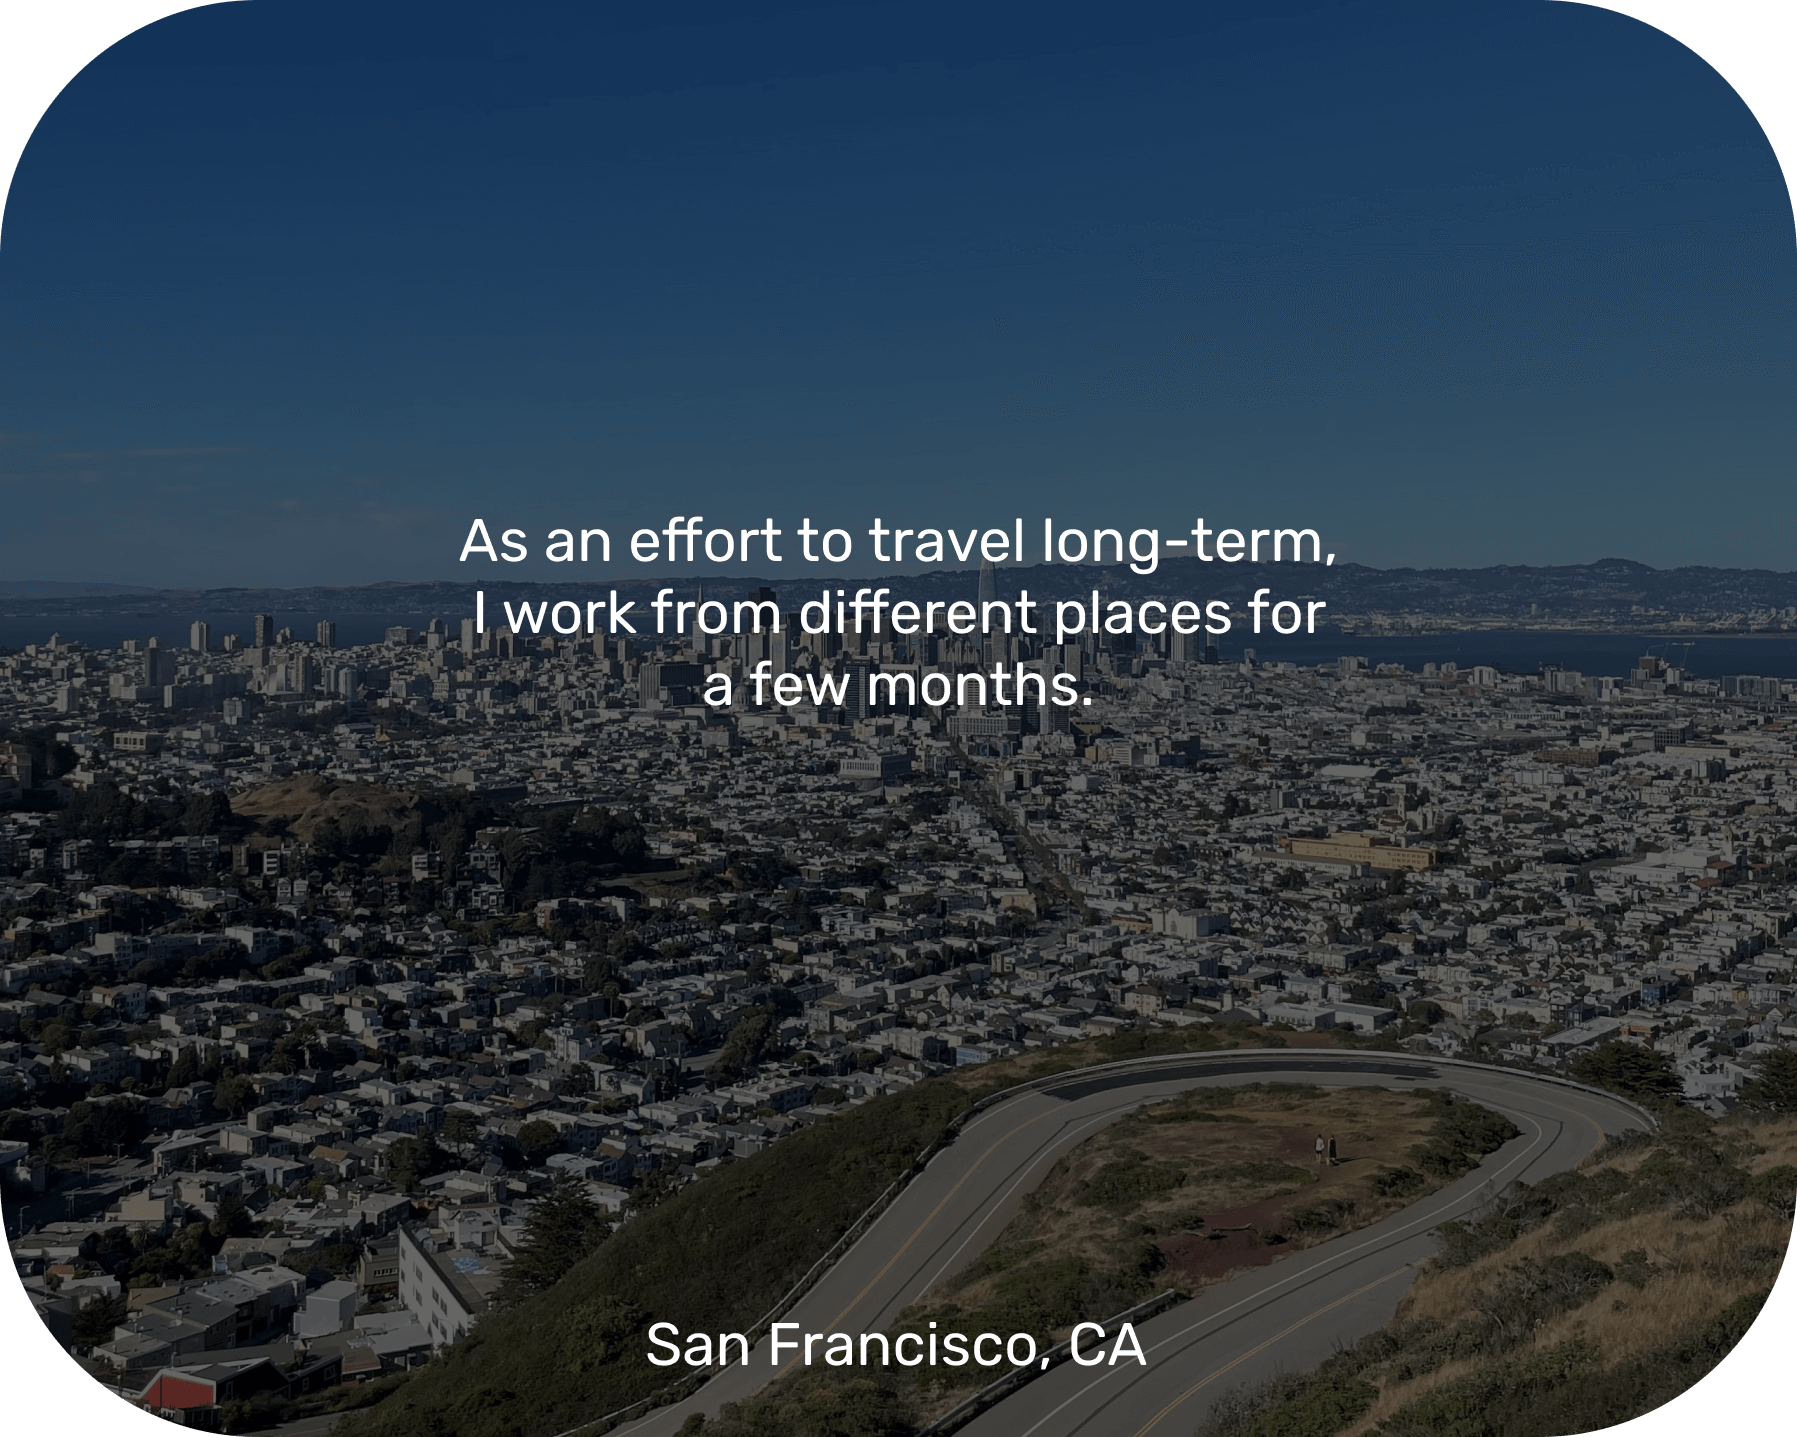 As an effort to travel long-term,
I work from different places for
a few months.
San Francisco, CA